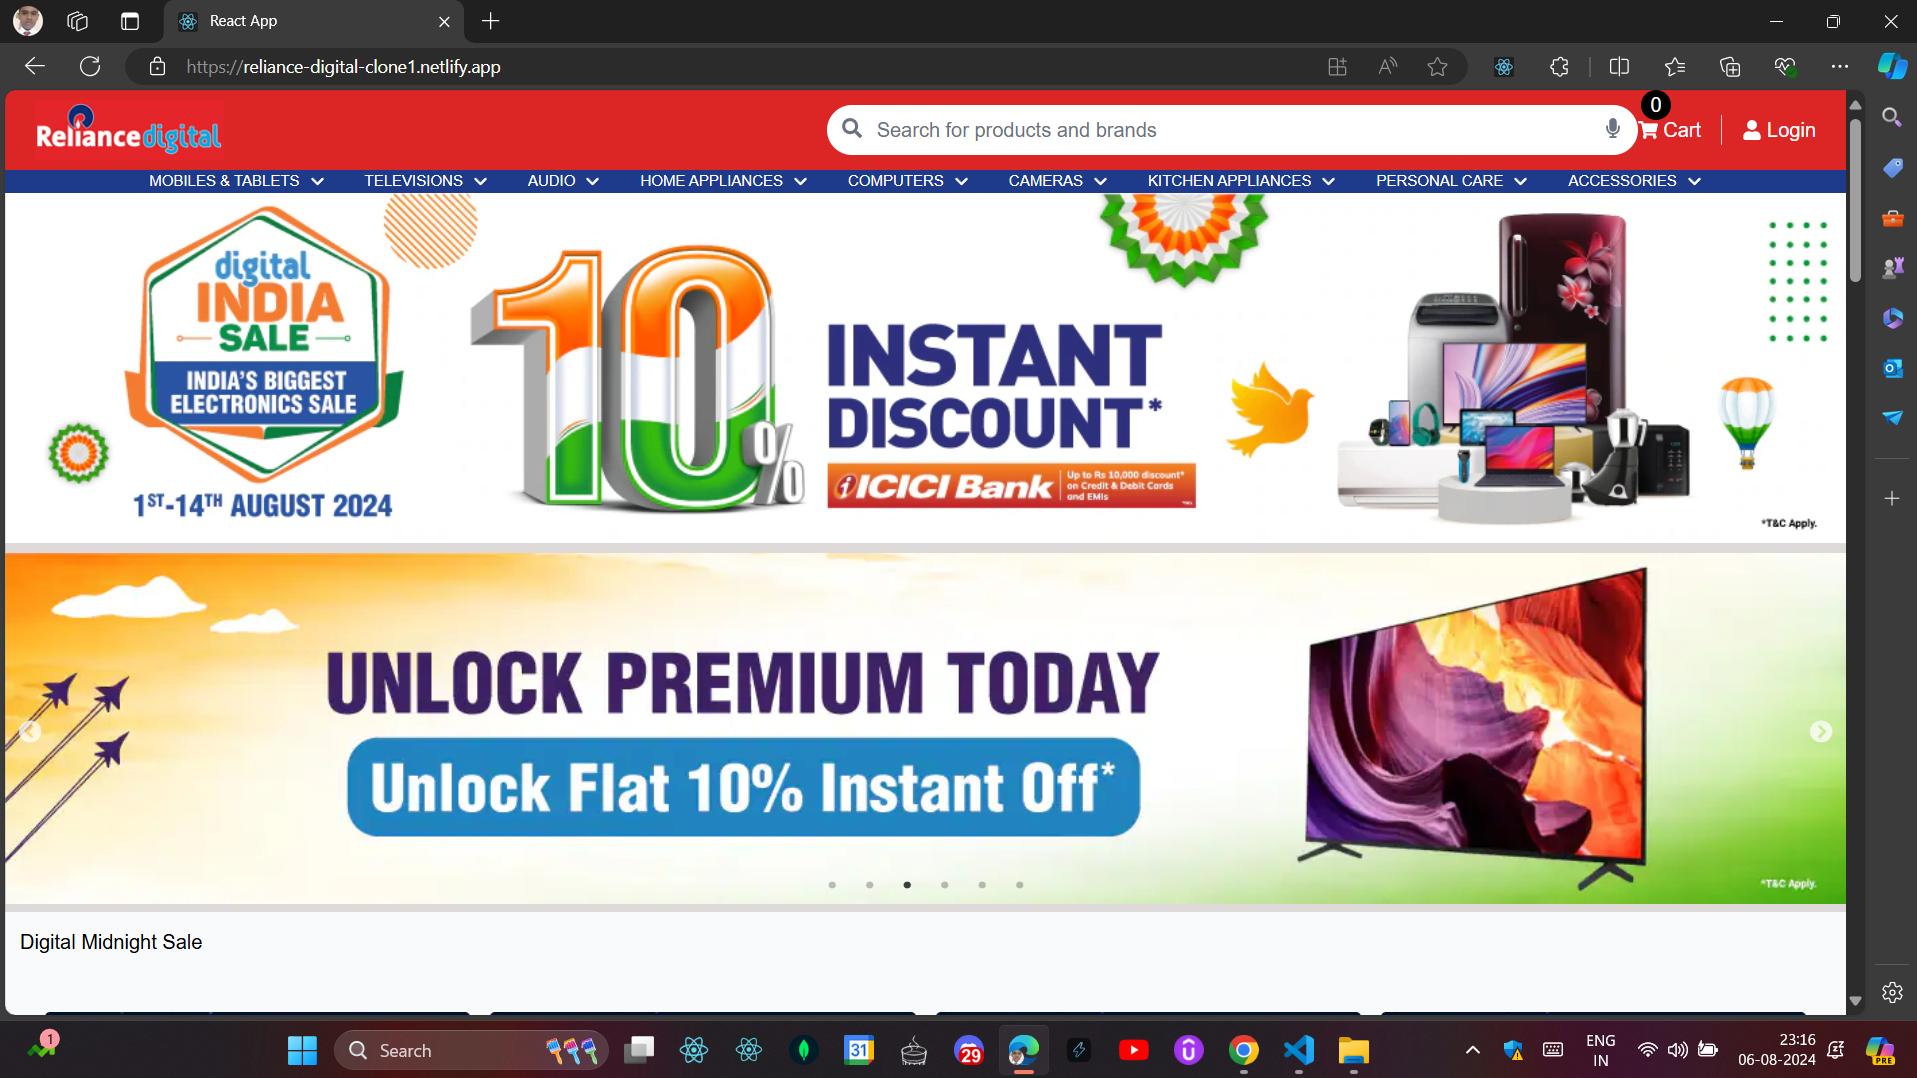 React App
https://reliance-digital-clone1.netlify.app
Reliance digital
Search for products and brands
0
Cart
Login
MOBILES & TABLETS
TELEVISIONS
AUDIO
HOME APPLIANCES
COMPUTERS
CAMERAS
KITCHEN APPLIANCES
PERSONAL CARE
ACCESSORIES
digital
INDIA
SALE
INDIA'S BIGGEST
ELECTRONICS SALE
1ST-14TH AUGUST 2024
10%
INSTANT
DISCOUNT*
ICICI Bank
Up to Rs 10,000 discount*
on Credit & Debit Cards
and EMIs
*T&C Apply.
UNLOCK PREMIUM TODAY
Unlock Flat 10% Instant Off*
*T&C Apply.
Digital Midnight Sale
1
Search
31
29
ENG
IN
23:16
06-08-2024
PRE